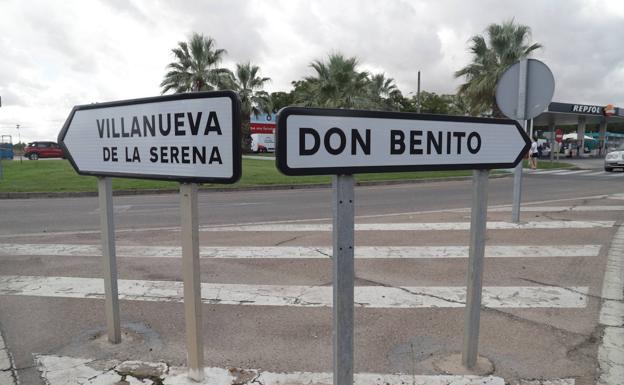 VILLANUEVA
DE LA SERENA
DON BENITO
REPSOL